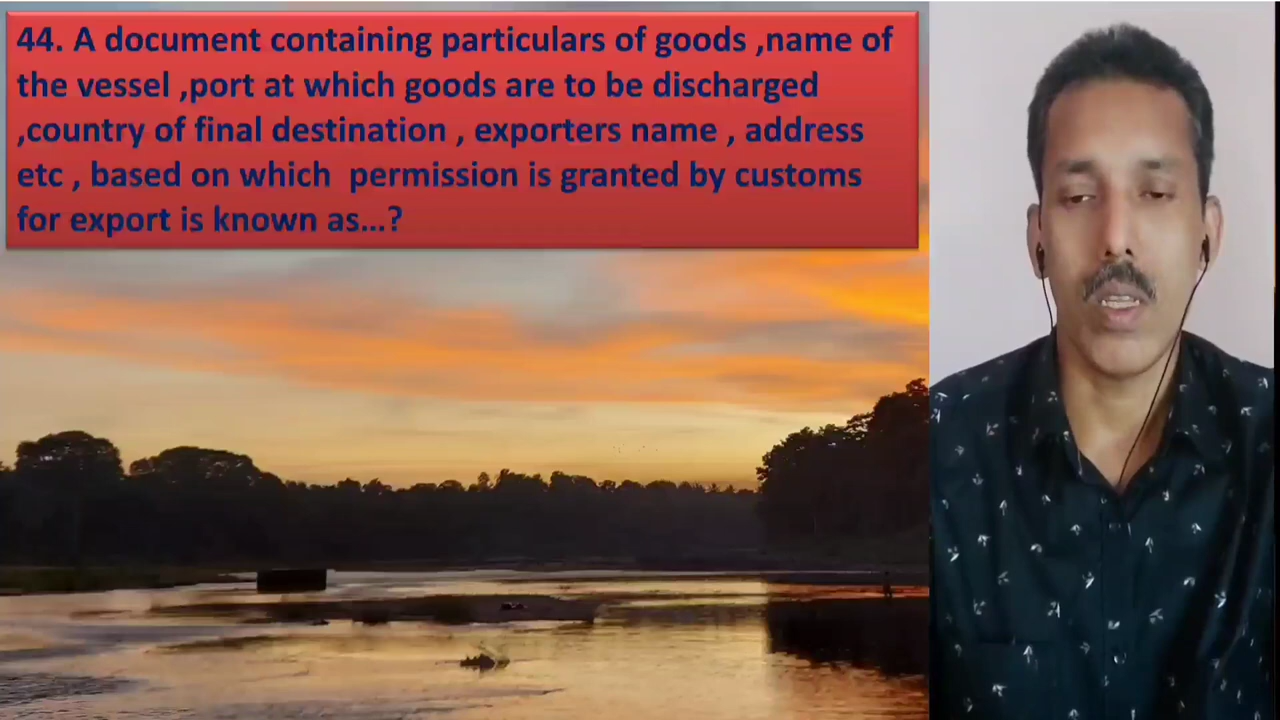 44. A document containing particulars of goods ,name of
the vessel ,port at which goods are to be discharged
,country of final destination , exporters name , address
etc , based on which  permission is granted by customs
for export is known as...?